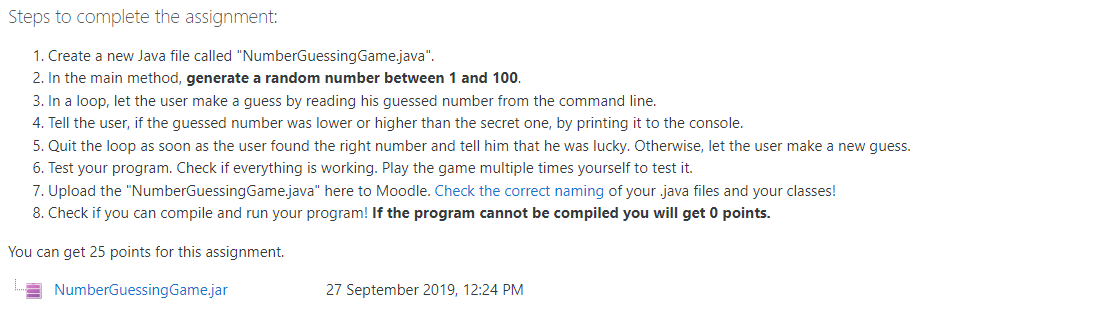 Steps to complete the assignment:
1. Create a new Java file called "NumberGuessingGame.java".
2. In the main method, generate a random number between 1 and 100.
3. In a loop, let the user make a guess by reading his guessed number from the command line.
4. Tell the user, if the guessed number was lower or higher than the secret one, by printing it to the console.
5. Quit the loop as soon as the user found the right number and tell him that he was lucky. Otherwise, let the user make a new guess.
6. Test your program. Check if everything is working. Play the game multiple times yourself to test it.
7. Upload the "NumberGuessingGame.java" here to Moodle. Check the correct naming of your .java files and your classes!
8. Check if you can compile and run your program! If the program cannot be compiled you will get 0 points.
You can get 25 points for this assignment.
NumberGuessingGame.jar 27 September 2019, 12:24 PM